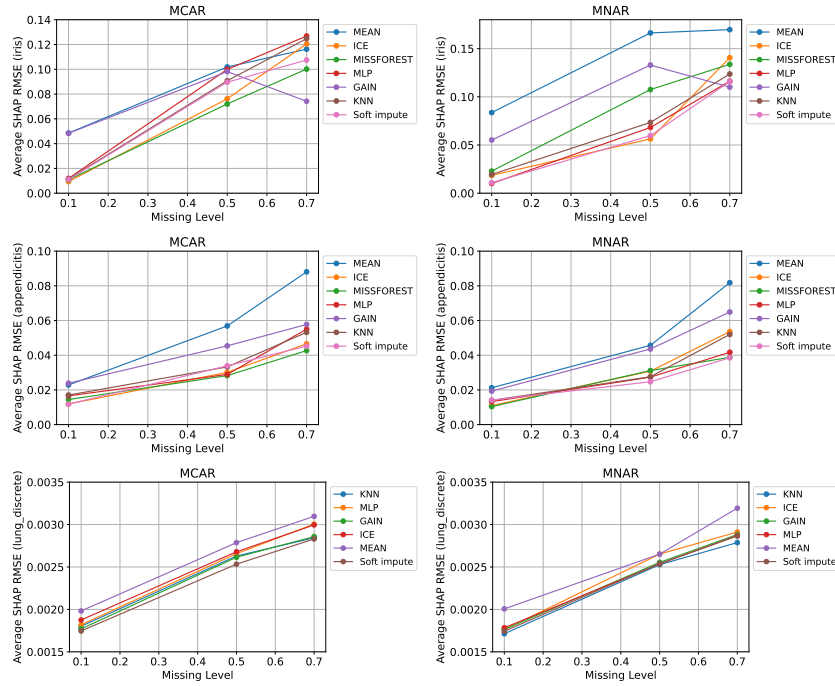 MCAR
Average SHAP RMSE (iris)
0.14
0.12
0.10
0.08
0.06
0.04
0.02
0.00
0.1 0.2 0.3 0.4 0.5 0.6 0.7
Missing Level
MEAN
ICE
MISSFOREST
MLP
GAIN
KNN
Soft impute
MNAR
Average SHAP RMSE (iris)
0.15
0.10
0.05
0.00
0.1 0.2 0.3 0.4 0.5 0.6 0.7
Missing Level
MEAN
ICE
MISSFOREST
MLP
GAIN
KNN
Soft impute
MCAR
Average SHAP RMSE (appendicitis)
0.10
0.08
0.06
0.04
0.02
0.00
0.1 0.2 0.3 0.4 0.5 0.6 0.7
Missing Level
MEAN
ICE
MISSFOREST
MLP
GAIN
KNN
Soft impute
MNAR
Average SHAP RMSE (appendicitis)
0.10
0.08
0.06
0.04
0.02
0.00
0.1 0.2 0.3 0.4 0.5 0.6 0.7
Missing Level
MEAN
ICE
MISSFOREST
MLP
GAIN
KNN
Soft impute
MCAR
Average SHAP RMSE (lung_discrete)
0.0035
0.0030
0.0025
0.0020
0.0015
0.1 0.2 0.3 0.4 0.5 0.6 0.7
Missing Level
KNN
MLP
GAIN
ICE
MEAN
Soft impute
MNAR
Average SHAP RMSE (lung_discrete)
0.0035
0.0030
0.0025
0.0020
0.0015
0.1 0.2 0.3 0.4 0.5 0.6 0.7
Missing Level
KNN
ICE
GAIN
MLP
MEAN
Soft impute